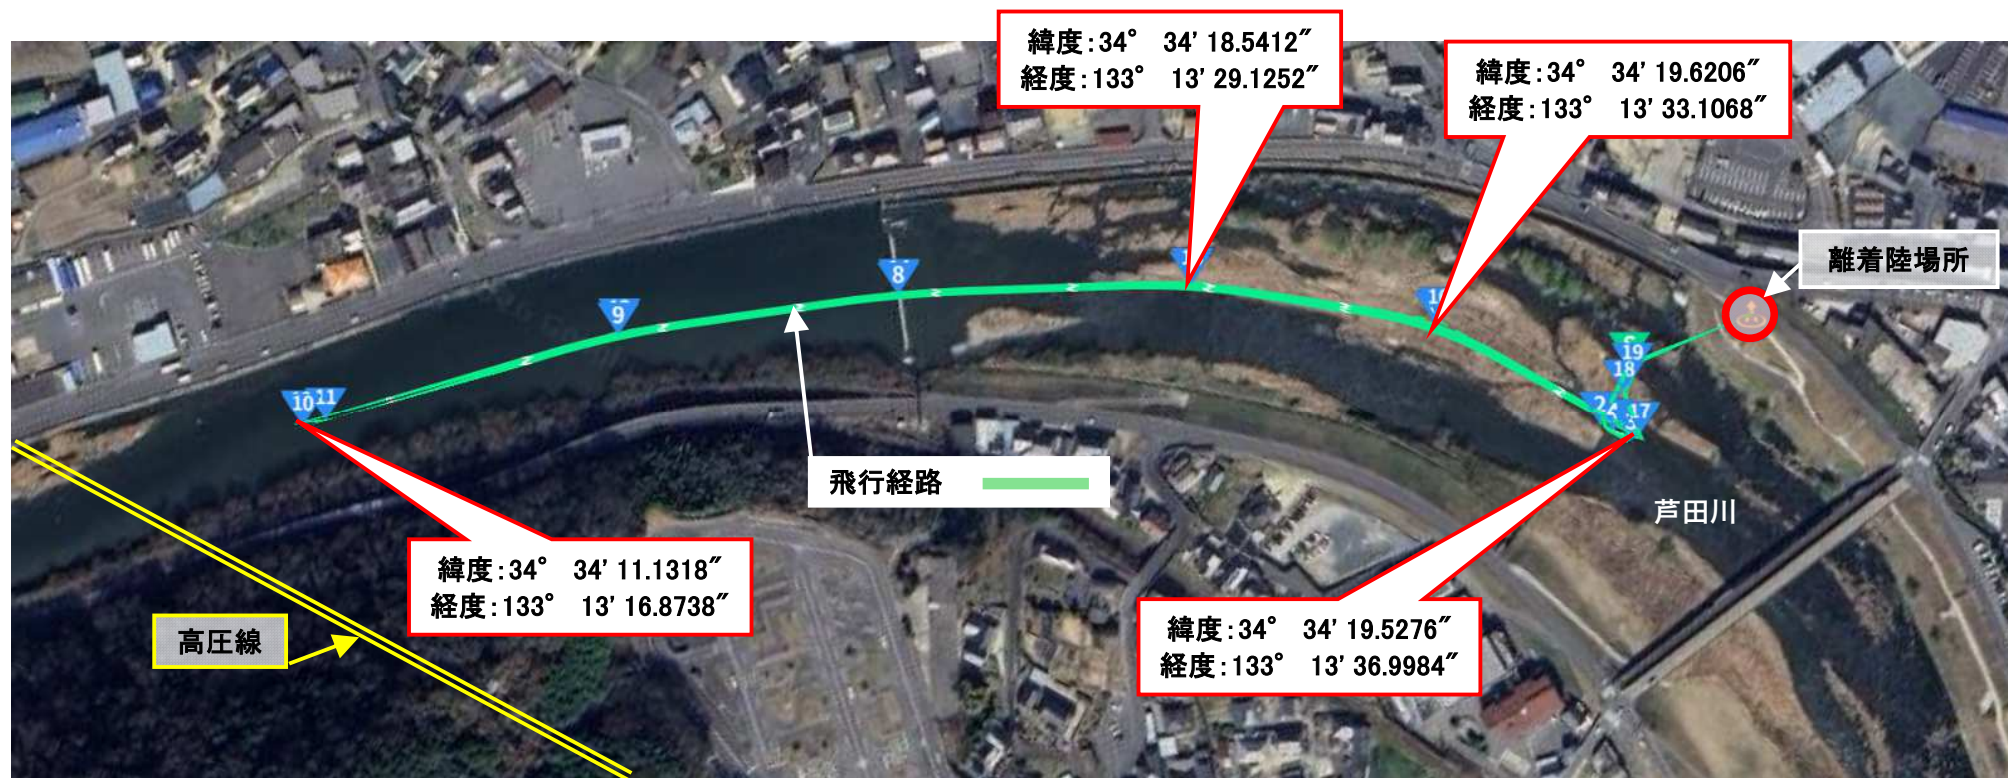 緯度:34° 34' 18.5412"
経度:133° 13' 29.1252"
緯度:34° 34' 19.6206"
経度:133° 13' 33.1068"
離着陸場所
8
9
10
11
19
18
17
飛行経路
芦田川
緯度:34° 34' 11.1318"
経度:133° 13' 16.8738"
高圧線
緯度:34° 34' 19.5276"
経度:133° 13' 36.9984"